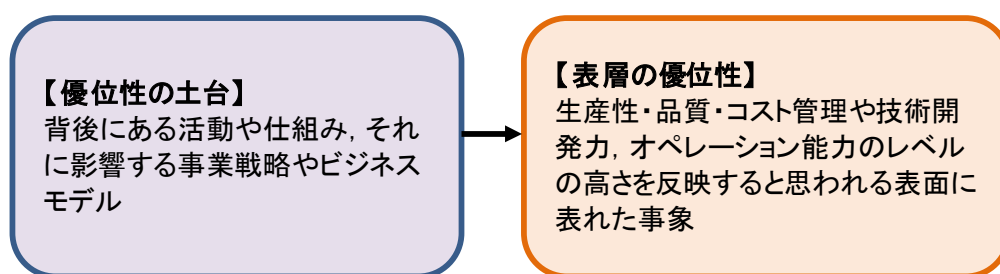 【優位性の土台】
背後にある活動や仕組み，それ
に影響する事業戦略やビジネス
モデル
【表層の優位性】
生産性・品質・コスト管理や技術開
発力，オペレーション能力のレベル
の高さを反映すると思われる表面に
表れた事象